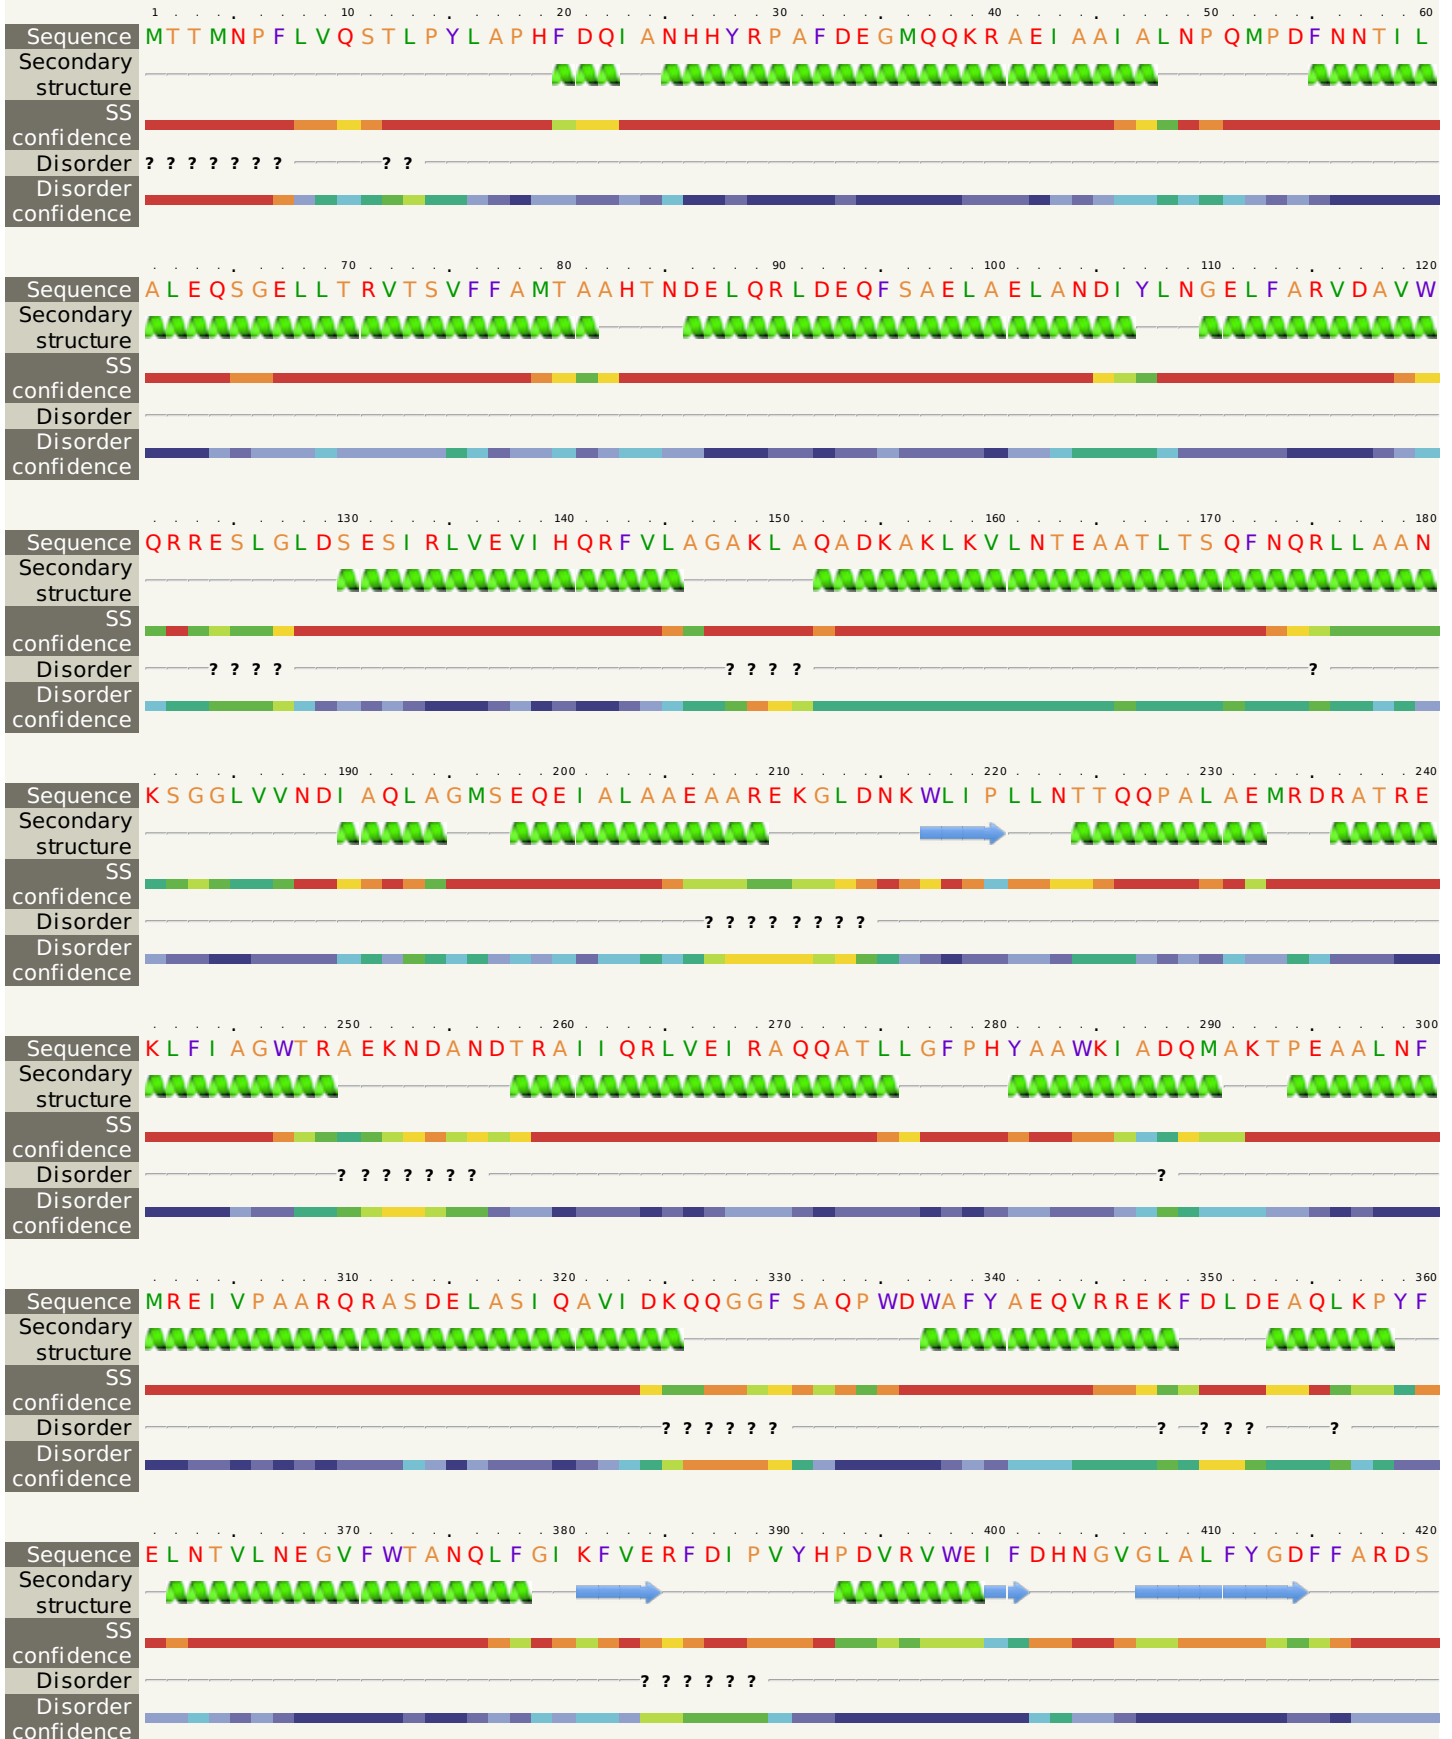 1 10 20 30 40 50 60
Sequence MTTMNPFLVQSTLPYLAPHFDQIANHHYRPAFDEGMQQKRAEIAAIALNPQMPDFNNTIL
Secondary
structure
SS
confidence
Disorder ? ? ? ? ? ? ? ? ?
Disorder
confidence
70 80 90 100 110 120
Sequence ALEQSGELLTRVTSVFFAMTAAHTNDELQRLDEQFSAELAELANDIYLNGELFARVDAVW
Secondary
structure
SS
confidence
Disorder
Disorder
confidence
130 140 150 160 170 180
Sequence QRRESLGLDSESIRLVEVIHQRFVLAGAKLAQADKAKLKVLNTEAATLTSQFNQRLLAAN
Secondary
structure
SS
confidence
Disorder ? ? ? ? ? ? ? ? ?
Disorder
confidence
190 200 210 220 230 240
Sequence KSGGLVVNDIAQLAGMSEQEIALAAEAAREKGLDNKWLIPLLNTTQQPALAEMRDRATRE
Secondary
structure
SS
confidence
Disorder ? ? ? ? ? ? ? ?
Disorder
confidence
250 260 270 280 290 300
Sequence KLFIAGWTRAEKNDANDTRAIIQRLVEIRAQQATLLGFPHYAAWKIADQMAKTPEAALNF
Secondary
structure
SS
confidence
Disorder ? ? ? ? ? ? ? ?
Disorder
confidence
310 320 330 340 350 360
Sequence MREIVPAARQRASDELASIQAVIDKQQGGFSAQPWDWAFYAEQVRREKFDLDEAQLKPYF
Secondary
structure
SS
confidence
Disorder ? ? ? ? ? ? ? ? ? ? ?
Disorder
confidence
370 380 390 400 410 420
Sequence ELNTVLNEGVFWTANQLFGIKFVERFDIPVYHPDVRVWEIFDHNGVGLALFYGDFFARDS
Secondary
structure
SS
confidence
Disorder ? ? ? ? ? ?
Disorder
confidence